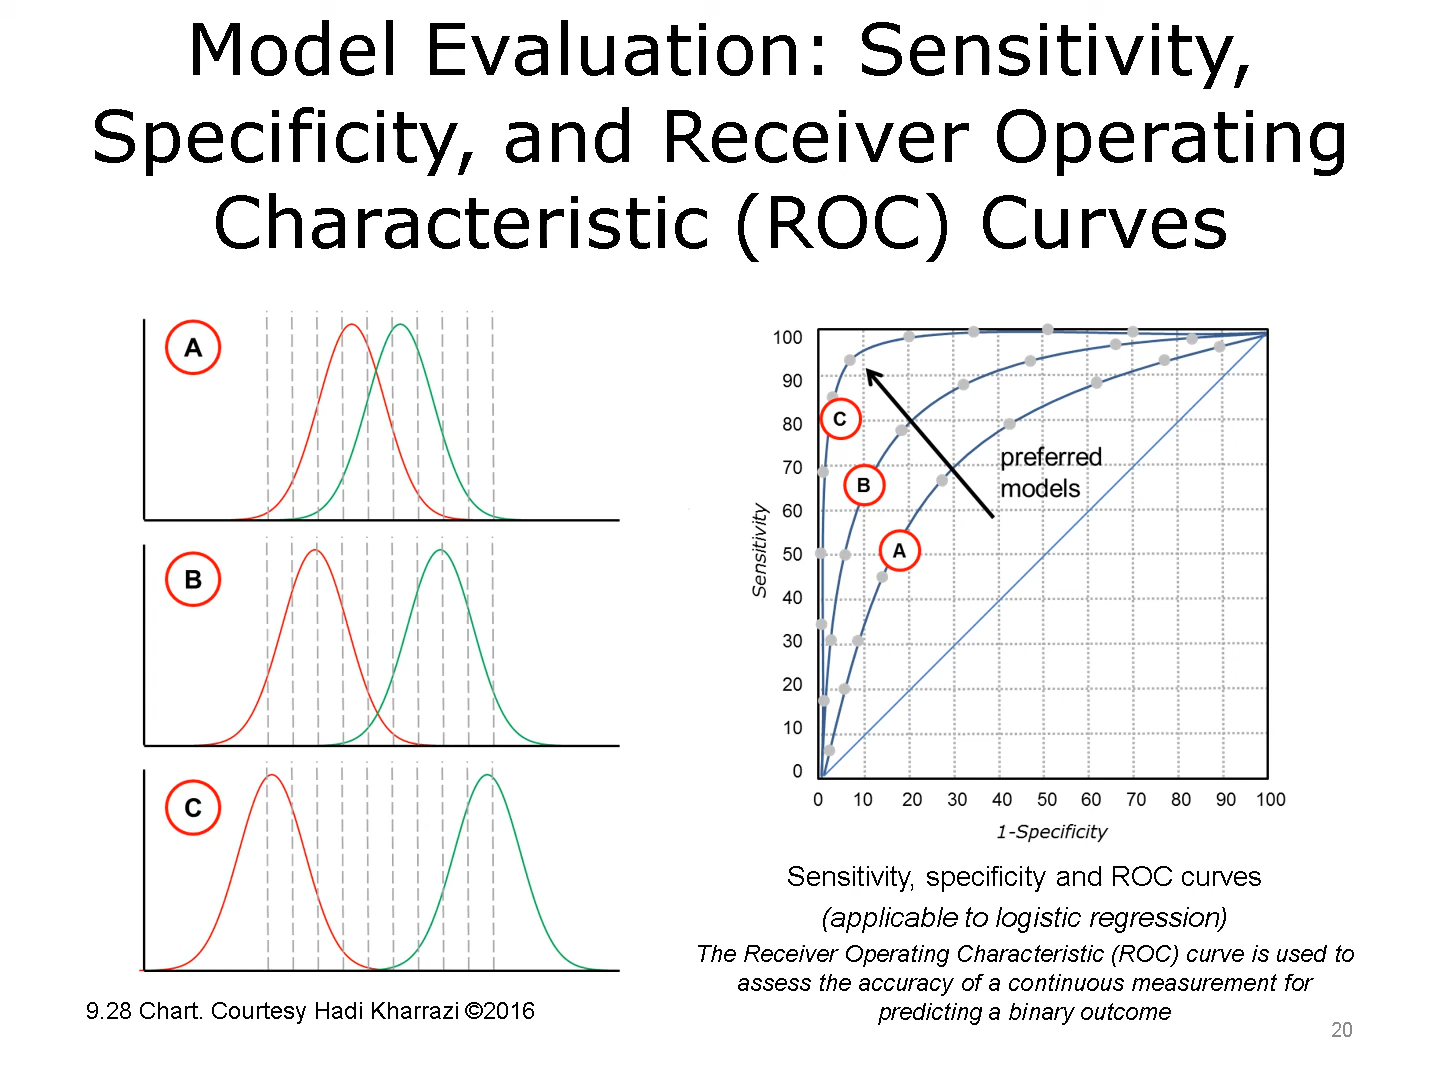 Model Evaluation: Sensitivity,
Specificity, and Receiver Operating
Characteristic (ROC) Curves
A
B
C
9.28 Chart. Courtesy Hadi Kharrazi ©2016
100
90
80
70
60
50
40
30
20
10
0
Sensitivity
C
B
A
preferred
models
0 10 20 30 40 50 60 70 80 90 100
1-Specificity
Sensitivity, specificity and ROC curves
(applicable to logistic regression)
The Receiver Operating Characteristic (ROC) curve is used to
assess the accuracy of a continuous measurement for
predicting a binary outcome
20